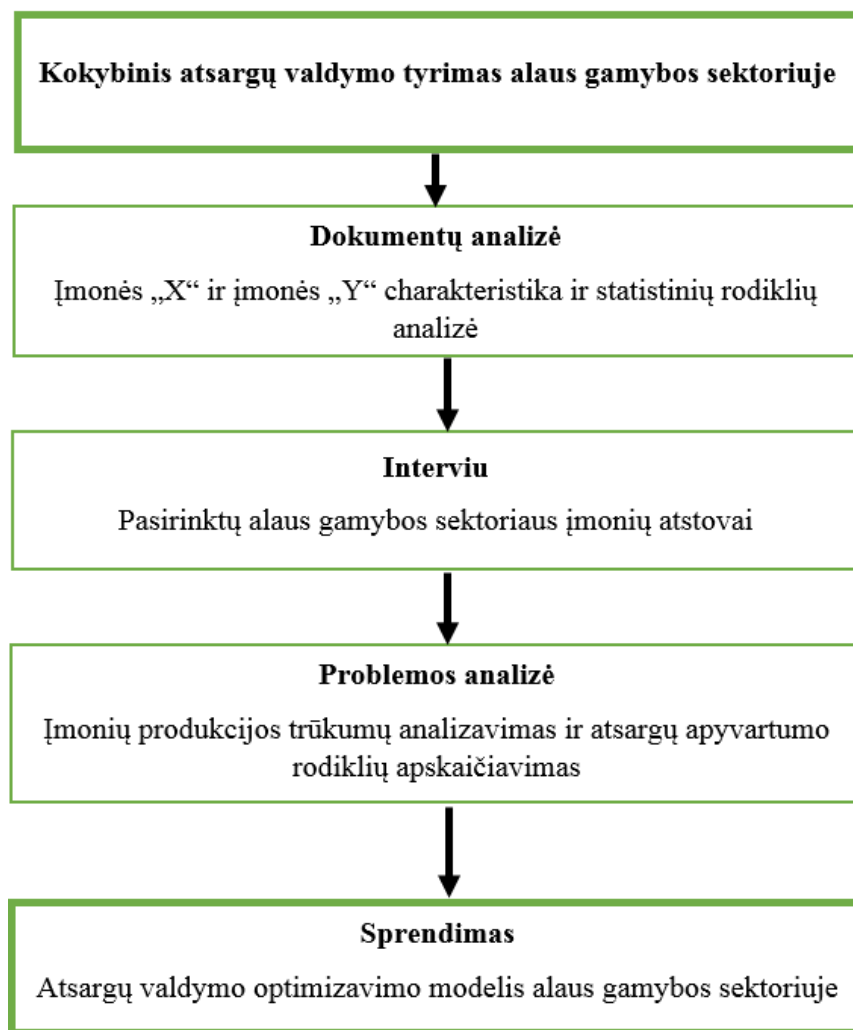 Kokybinis atsargų valdymo tyrimas alaus gamybos sektoriuje
Dokumentų analizė
Įmonės „X“ ir įmonės „Y“ charakteristika ir statistinių rodiklių
analizė
Interviu
Pasirinktų alaus gamybos sektoriaus įmonių atstovai
Problemos analizė
Įmonių produkcijos trūkumų analizavimas ir atsargų apyvartumo
rodiklių apskaičiavimas
Sprendimas
Atsargų valdymo optimizavimo modelis alaus gamybos sektoriuje